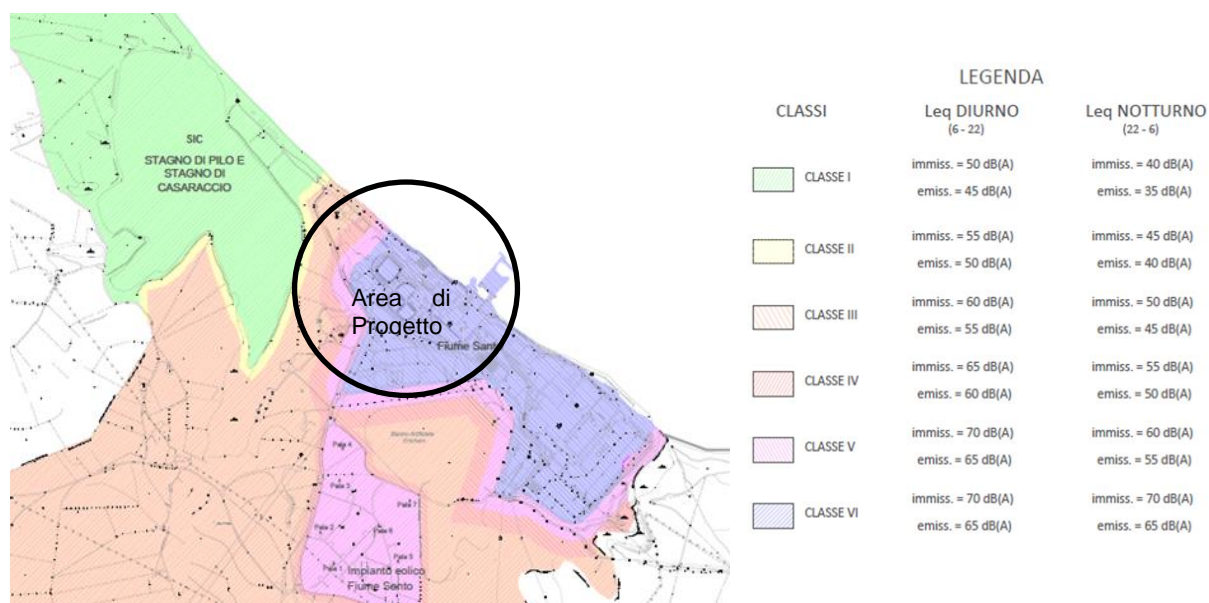 SIC
STAGNO DI PILO E
STAGNO DI
CASARACCIO
Area di
Progetto
Fiume Sant
Pala 4
Pala 3
Pala 7
Pala 2
Pala 6
Pala 5
Pala 1
Impianto eolico
Fiume Santo
LEGENDA
CLASSI Leq DIURNO Leq NOTTURNO
(6 - 22) (22 - 6)
immiss. = 50 dB(A) immiss. = 40 dB(A)
CLASSE I
emiss. = 45 dB(A) emiss. = 35 dB(A)
immiss. = 55 dB(A) immiss. = 45 dB(A)
CLASSE II
emiss. = 50 dB(A) emiss. = 40 dB(A)
immiss. = 60 dB(A) immiss. = 50 dB(A)
CLASSE III
emiss. = 55 dB(A) emiss. = 45 dB(A)
immiss. = 65 dB(A) immiss. = 55 dB(A)
CLASSE IV
emiss. = 60 dB(A) emiss. = 50 dB(A)
immiss. = 70 dB(A) immiss. = 60 dB(A)
CLASSE V
emiss. = 65 dB(A) emiss. = 55 dB(A)
immiss. = 70 dB(A) immiss. = 70 dB(A)
CLASSE VI
emiss. = 65 dB(A) emiss. = 65 dB(A)